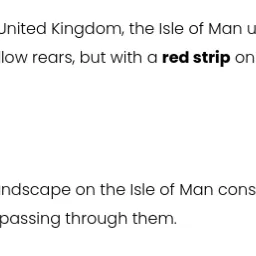 United Kingdom, the Isle of Man u
low rears, but with a red strip on
ndscape on the Isle of Man cons
passing through them.